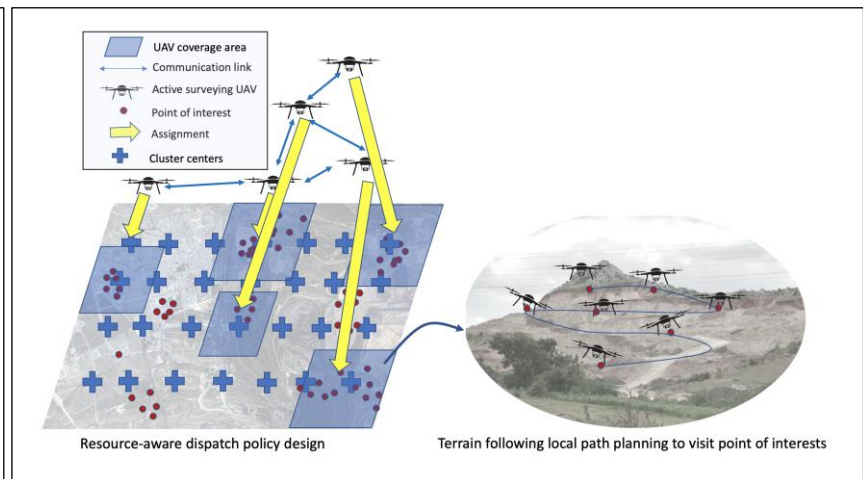 UAV coverage area
Communication link
Active surveying UAV
Point of interest
Assignment
Cluster centers
Resource-aware dispatch policy design
Terrain following local path planning to visit point of interests